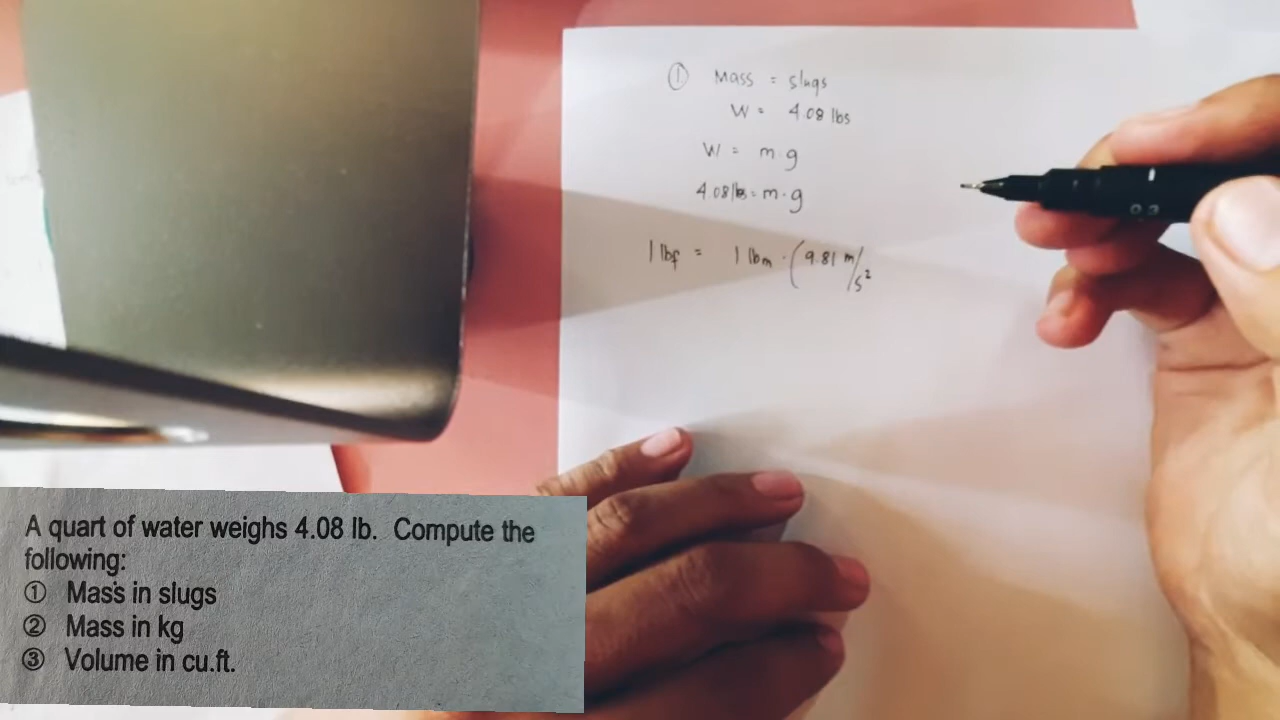 ① Mass = slugs
W = 4.08 lbs
W = m·g
4.08 lbs = m·g
1 lbf = 1 lbm · (9.81 m/s²
0.3
A quart of water weighs 4.08 lb. Compute the
following:
① Mass in slugs
② Mass in kg
③ Volume in cu.ft.